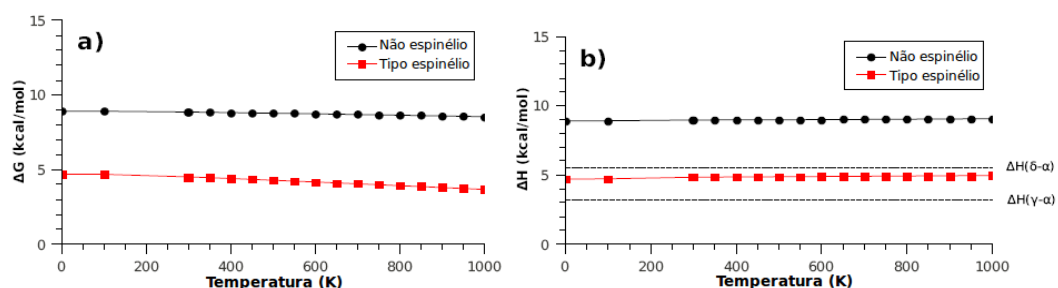 a)
Não espinélio
Tipo espinélio
ΔG (kcal/mol)
15
10
5
0
0 200 400 600 800 1000
Temperatura (K)
b)
Não espinélio
Tipo espinélio
ΔH (kcal/mol)
15
10
5
0
ΔH(δ-α)
ΔH(γ-α)
0 200 400 600 800 1000
Temperatura (K)